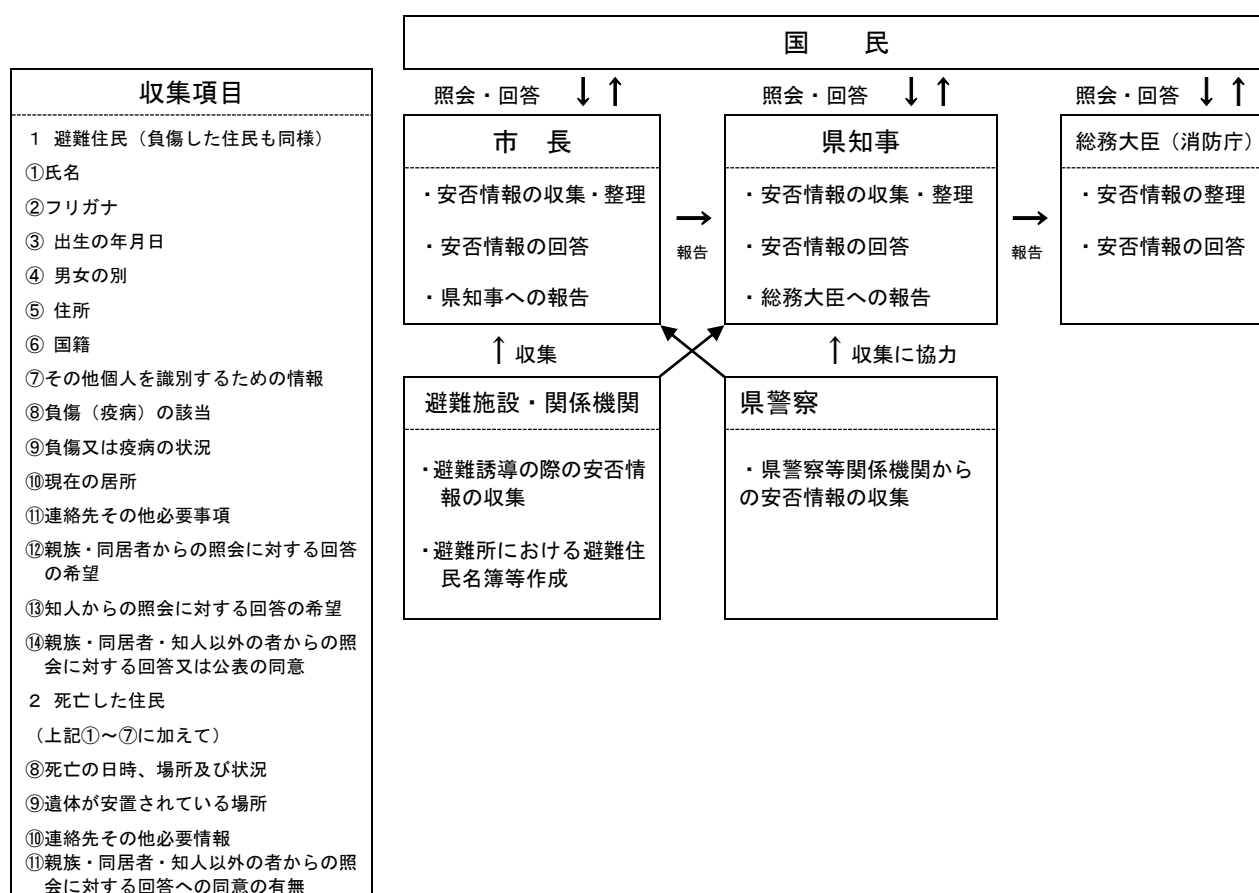 収集項目
1 避難住民（負傷した住民も同様）
①氏名
②フリガナ
③ 出生の年月日
④ 男女の別
⑤ 住所
⑥ 国籍
⑦その他個人を識別するための情報
⑧負傷（疫病）の該当
⑨負傷又は疫病の状況
⑩現在の居所
⑪連絡先その他必要事項
⑫親族・同居者からの照会に対する回答
の希望
⑬知人からの照会に対する回答の希望
⑭親族・同居者・知人以外の者からの照
会に対する回答又は公表の同意
2 死亡した住民
（上記①～⑦に加えて）
⑧死亡の日時、場所及び状況
⑨遺体が安置されている場所
⑩連絡先その他必要情報
⑪親族・同居者・知人以外の者からの照
会に対する回答への同意の有無
国 民
照会・回答 ↓ ↑
照会・回答 ↓ ↑
照会・回答 ↓ ↑
市 長
・安否情報の収集・整理
・安否情報の回答
・県知事への報告
→
報告
県知事
・安否情報の収集・整理
・安否情報の回答
・総務大臣への報告
→
報告
総務大臣（消防庁）
・安否情報の整理
・安否情報の回答
↑ 収集
↑ 収集に協力
避難施設・関係機関
・避難誘導の際の安否情
報の収集
・避難所における避難住
民名簿等作成
県警察
・県警察等関係機関から
の安否情報の収集